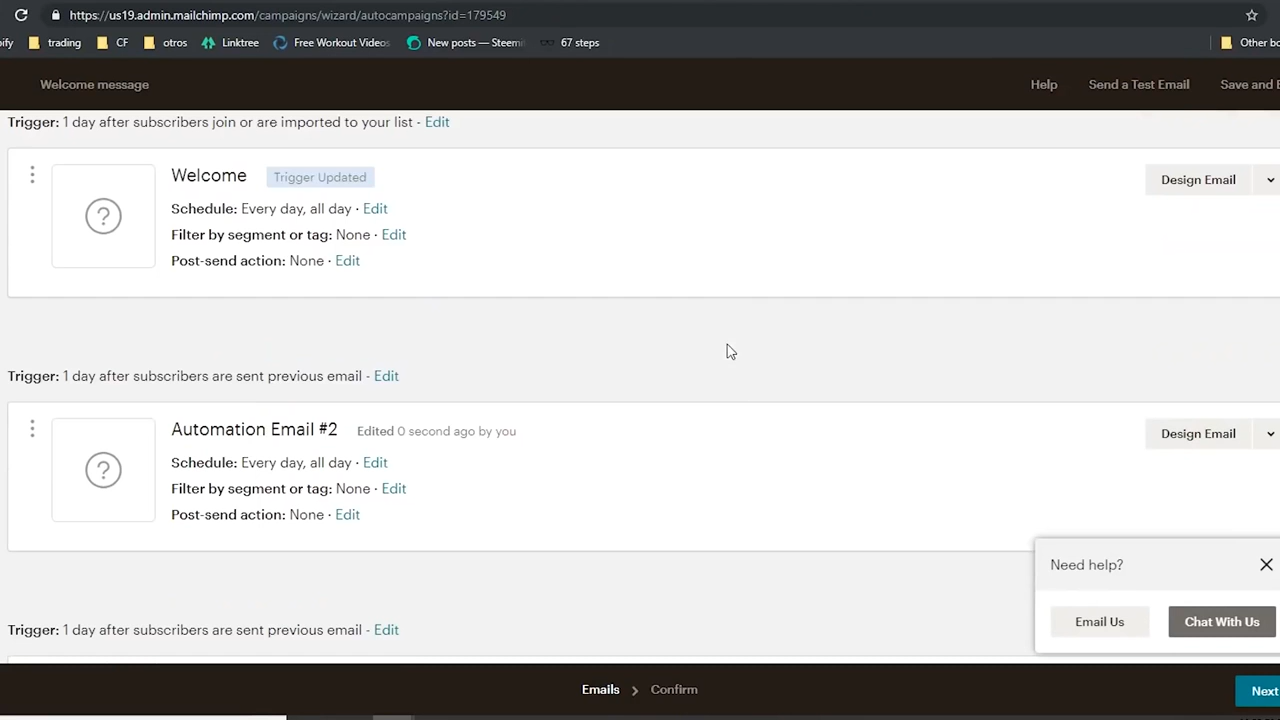 https://us19.admin.mailchimp.com/campaigns/wizard/autocampaigns?id=179549
pify trading CF otros Linktree Free Workout Videos New posts — Steemit 67 steps Other bo
Welcome message Help Send a Test Email Save and E
Trigger: 1 day after subscribers join or are imported to your list - Edit
Welcome Trigger Updated Design Email
Schedule: Every day, all day · Edit
Filter by segment or tag: None · Edit
Post-send action: None · Edit
Trigger: 1 day after subscribers are sent previous email - Edit
Automation Email #2 Edited 0 second ago by you Design Email
Schedule: Every day, all day · Edit
Filter by segment or tag: None · Edit
Post-send action: None · Edit
Need help?
Email Us Chat With Us
Trigger: 1 day after subscribers are sent previous email - Edit
Emails Confirm Next